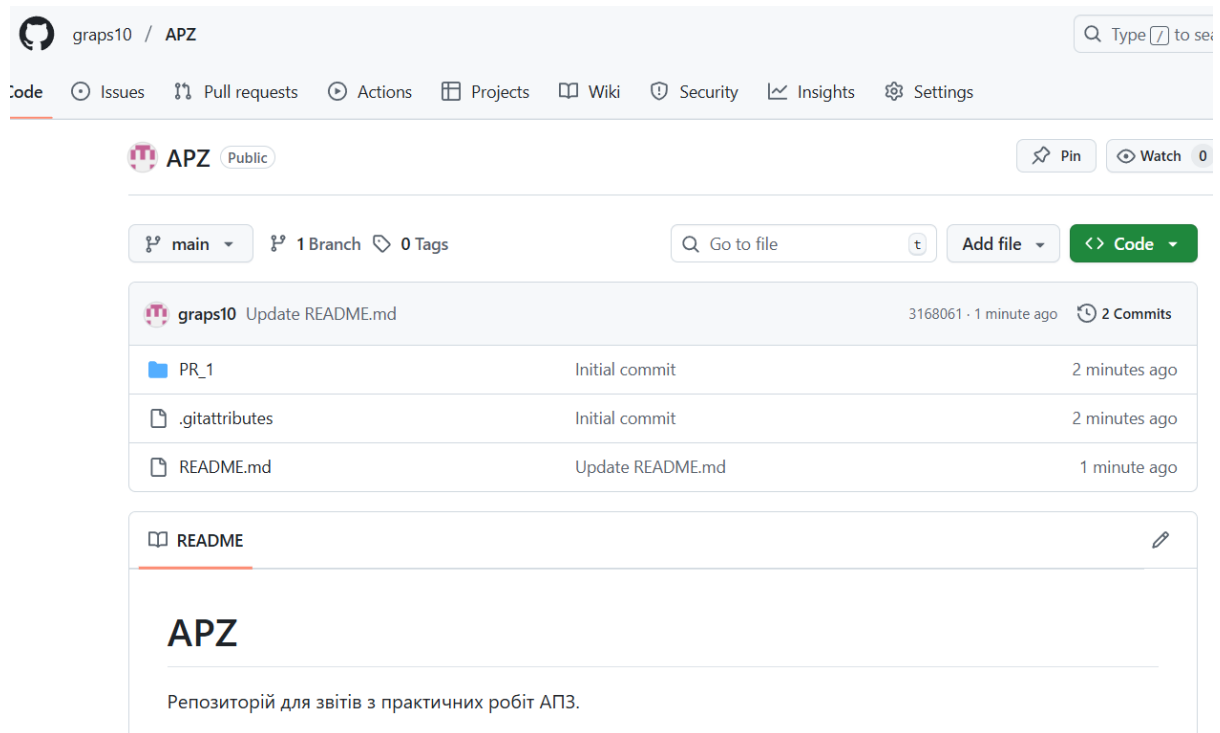 graps10 / APZ
Type / to sea
Code Issues Pull requests Actions Projects Wiki Security Insights Settings
APZ Public Pin Watch 0
main 1 Branch 0 Tags Go to file t Add file Code
graps10 Update README.md 3168061 · 1 minute ago 2 Commits
PR_1 Initial commit 2 minutes ago
.gitattributes Initial commit 2 minutes ago
README.md Update README.md 1 minute ago
README
APZ
Репозиторій для звітів з практичних робіт АПЗ.